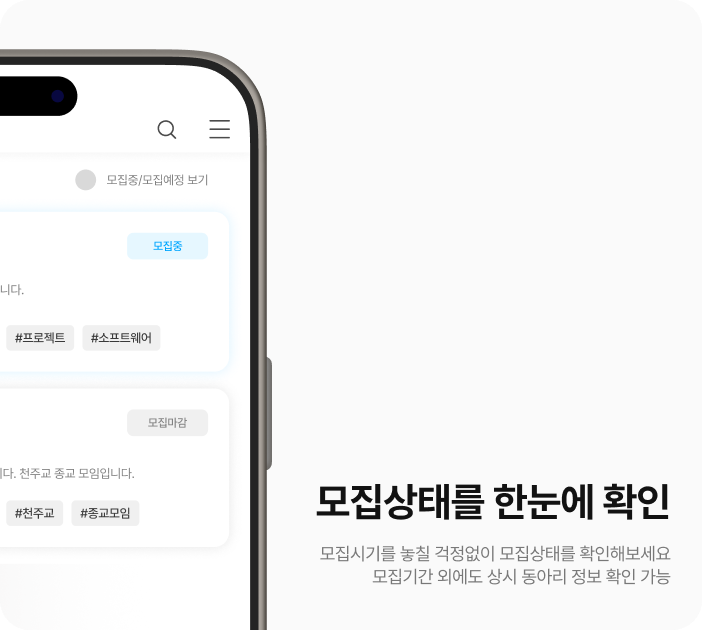 모집중/모집예정 보기
모집중
니다.
#프로젝트 #소프트웨어
모집마감
다. 천주교 종교 모임입니다.
#천주교 #종교모임
모집상태를 한눈에 확인
모집시기를 놓칠 걱정없이 모집상태를 확인해보세요
모집기간 외에도 상시 동아리 정보 확인 가능